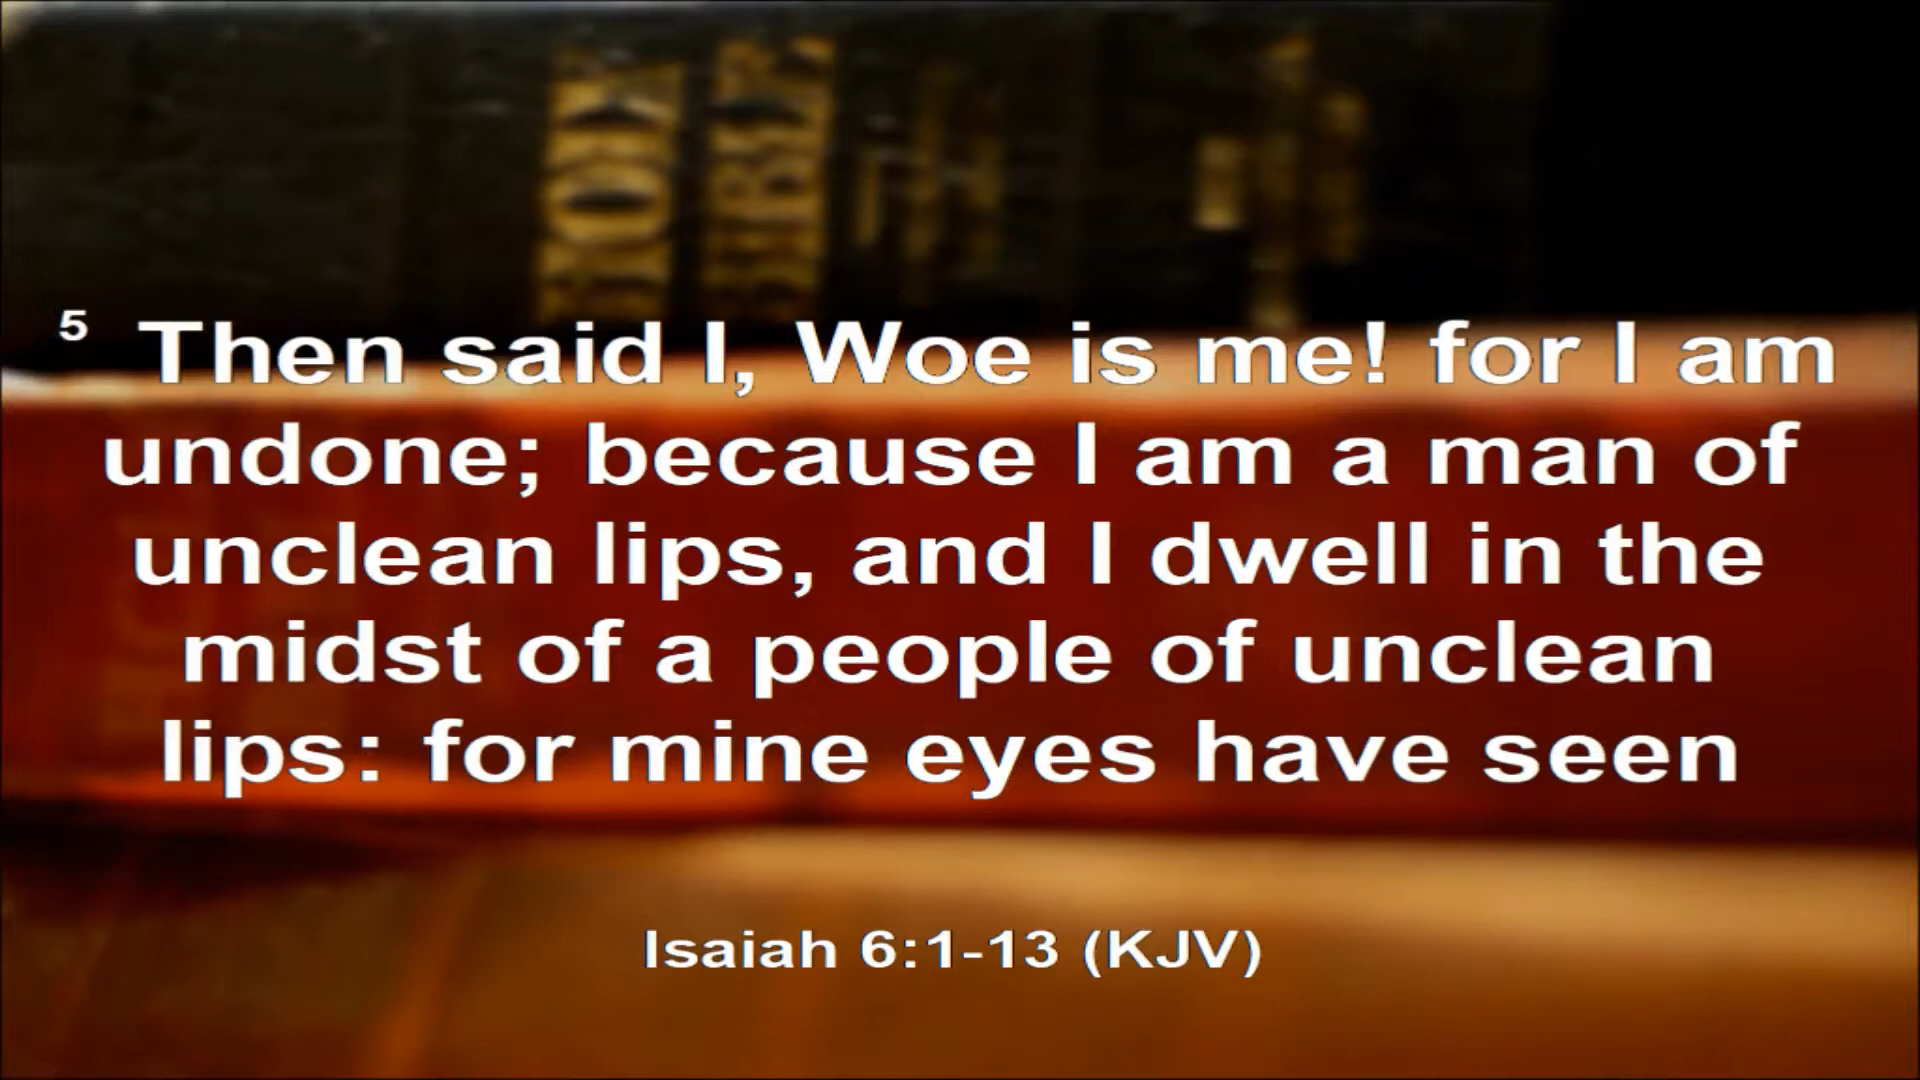 5 Then said I, Woe is me! for I am
undone; because I am a man of
unclean lips, and I dwell in the
midst of a people of unclean
lips: for mine eyes have seen
Isaiah 6:1-13 (KJV)